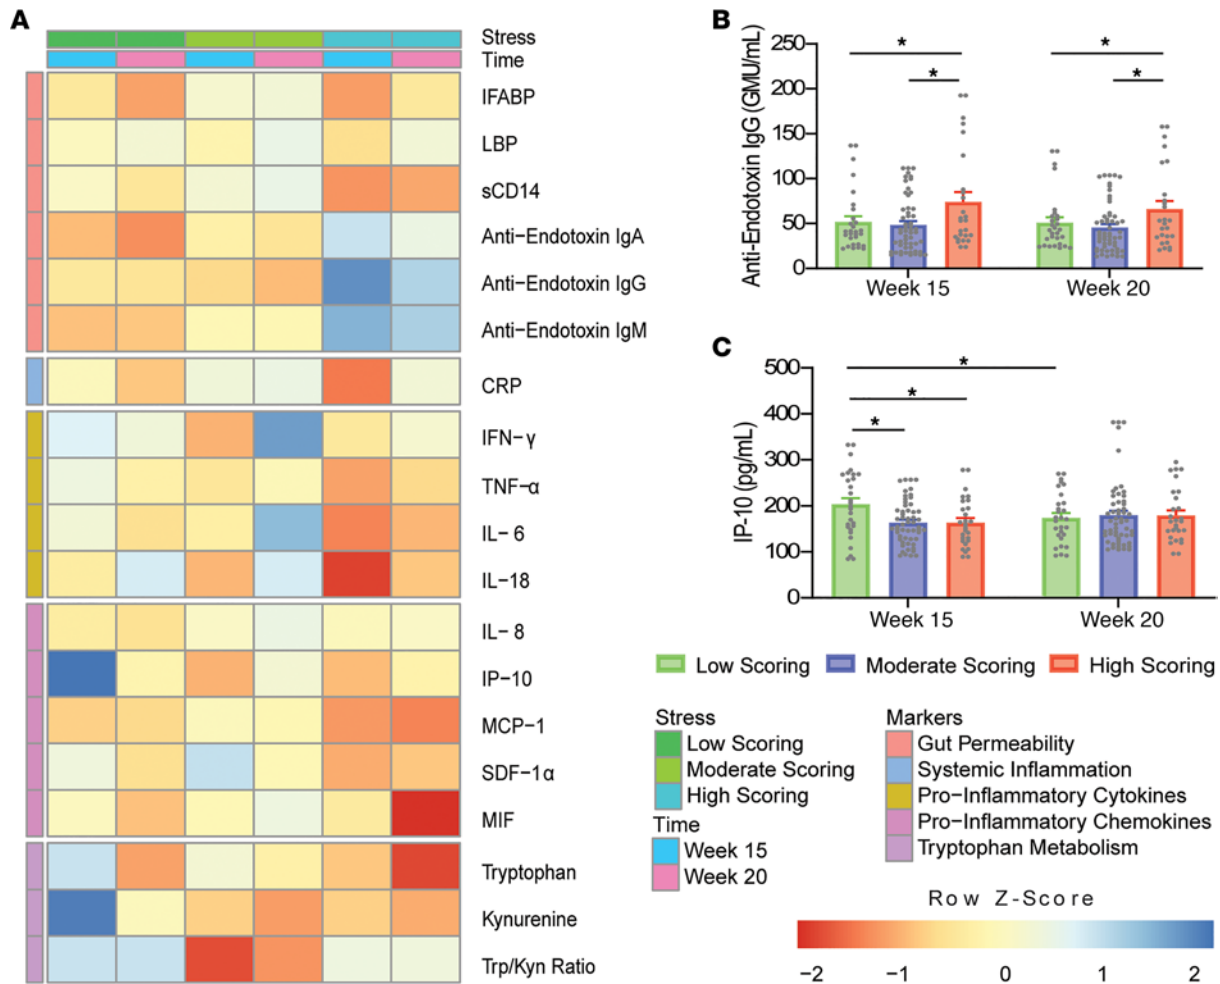 A
Stress
Time
IFABP
LBP
sCD14
Anti−Endotoxin IgA
Anti−Endotoxin IgG
Anti−Endotoxin IgM
CRP
IFN−γ
TNF−α
IL−6
IL−18
IL−8
IP−10
MCP−1
SDF−1α
MIF
Tryptophan
Kynurenine
Trp/Kyn Ratio
B
Anti-Endotoxin IgG (GMU/mL)
250
200
150
100
50
0
* *
* *
Week 15 Week 20
C
IP-10 (pg/mL)
500
400
300
200
100
0
*
*
*
Week 15 Week 20
Low Scoring Moderate Scoring High Scoring
Stress
Low Scoring
Moderate Scoring
High Scoring
Time
Week 15
Week 20
Markers
Gut Permeability
Systemic Inflammation
Pro-Inflammatory Cytokines
Pro-Inflammatory Chemokines
Tryptophan Metabolism
Row Z-Score
−2 −1 0 1 2